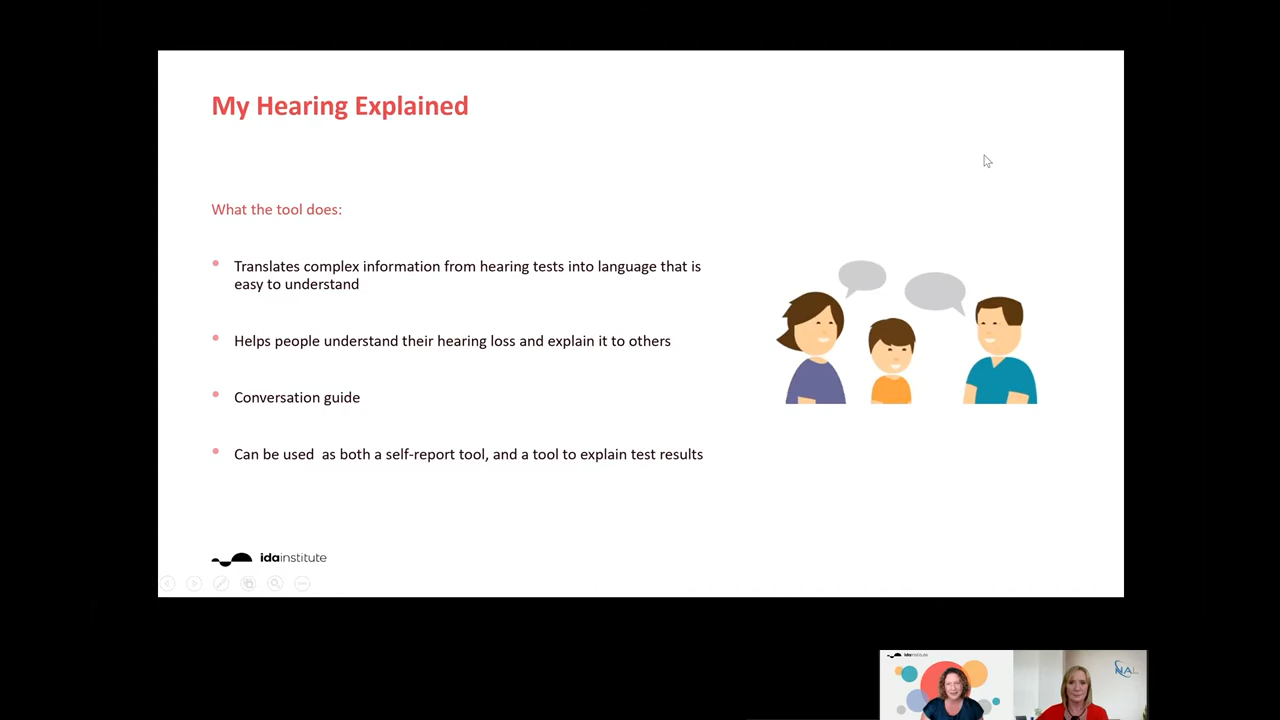 My Hearing Explained
What the tool does:
• Translates complex information from hearing tests into language that is
easy to understand
• Helps people understand their hearing loss and explain it to others
• Conversation guide
• Can be used  as both a self-report tool, and a tool to explain test results
idainstitute
idainstitute
NAL